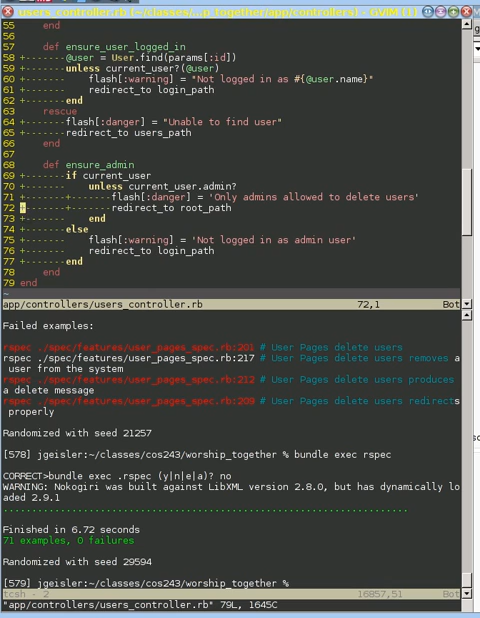 users_controller.rb (~/classes/...p_together/app/controllers) - GVIM (1)
55     end
56
57     def ensure_user_logged_in
58 +-------@user = User.find(params[:id])
59 +-------unless current_user?(@user)
60 +-------    flash[:warning] = "Not logged in as #{@user.name}"
61 +-------    redirect_to login_path
62 +-------end
63     rescue
64 +-------flash[:danger] = "Unable to find user"
65 +-------redirect_to users_path
66     end
67
68     def ensure_admin
69 +-------if current_user
70 +-------    unless current_user.admin?
71 +-------+-------flash[:danger] = 'Only admins allowed to delete users'
72 +-------+-------redirect_to root_path
73 +-------    end
74 +-------else
75 +-------    flash[:warning] = 'Not logged in as admin user'
76 +-------    redirect_to login_path
77 +-------end
78     end
79 end
~
app/controllers/users_controller.rb 72,1 Bot
Failed examples:
rspec ./spec/features/user_pages_spec.rb:201 # User Pages delete users
rspec ./spec/features/user_pages_spec.rb:217 # User Pages delete users removes a
 user from the system
rspec ./spec/features/user_pages_spec.rb:212 # User Pages delete users produces
a delete message
rspec ./spec/features/user_pages_spec.rb:209 # User Pages delete users redirects
 properly
Randomized with seed 21257
[578] jgeisler:~/classes/cos243/worship_together % bundle exec rspec
CORRECT>bundle exec .rspec (y|n|e|a)? no
WARNING: Nokogiri was built against LibXML version 2.8.0, but has dynamically lo
aded 2.9.1
.......................................................................
Finished in 6.72 seconds
71 examples, 0 failures
Randomized with seed 29594
[579] jgeisler:~/classes/cos243/worship_together %
tcsh - 2 16857,51 Bot
"app/controllers/users_controller.rb" 79L, 1645C